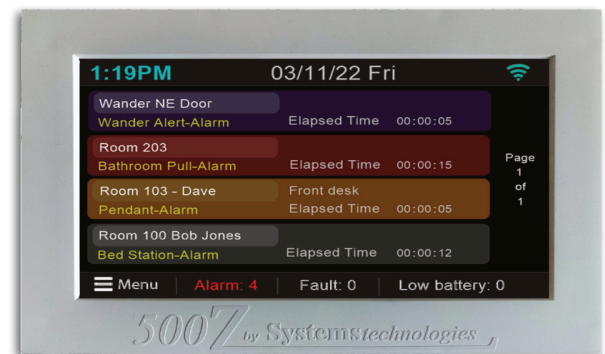 1:19PM 03/11/22 Fri
Wander NE Door
Wander Alert-Alarm Elapsed Time 00:00:05
Room 203
Bathroom Pull-Alarm Elapsed Time 00:00:15
Room 103 - Dave Front desk
Pendant-Alarm Elapsed Time 00:00:05
Room 100 Bob Jones
Bed Station-Alarm Elapsed Time 00:00:12
Page
1
of
1
Menu Alarm: 4 Fault: 0 Low battery: 0
500Z by Systems technologies